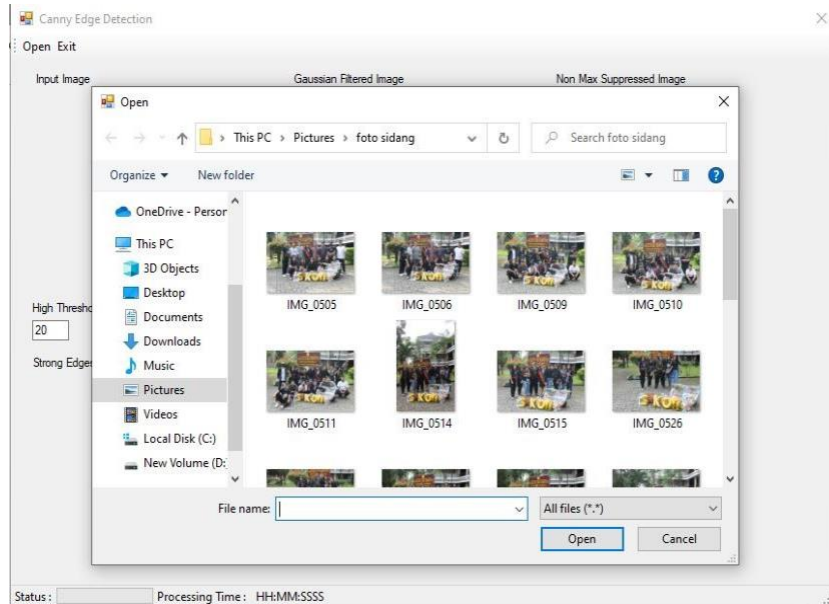 Canny Edge Detection
Open Exit
Input Image Gaussian Filtered Image Non Max Suppressed Image
Open
This PC > Pictures > foto sidang
Search foto sidang
Organize New folder
OneDrive - Person
This PC
3D Objects
Desktop
Documents
Downloads
Music
Pictures
Videos
Local Disk (C:)
New Volume (D:
IMG_0505 IMG_0506 IMG_0509 IMG_0510
IMG_0511 IMG_0514 IMG_0515 IMG_0526
High Thresho
20
Strong Edges
File name: All files (*.*)
Open Cancel
Status : Processing Time : HH:MM:SSSS